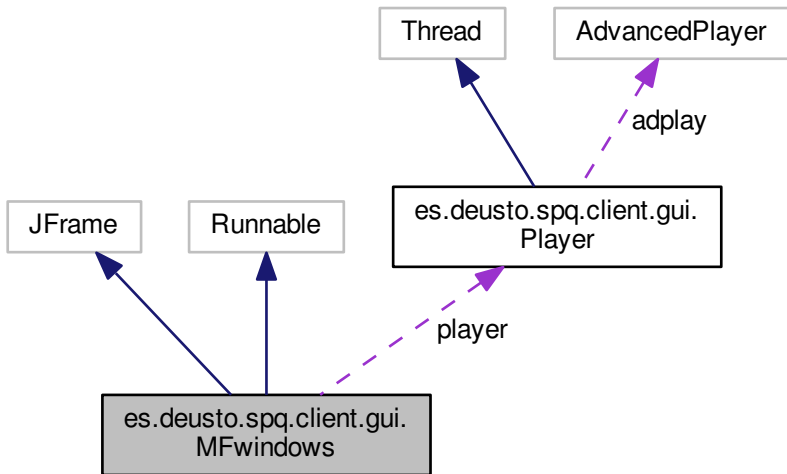 Thread
AdvancedPlayer
adplay
es.deusto.spq.client.gui.
Player
JFrame
Runnable
player
es.deusto.spq.client.gui.
MFwindows